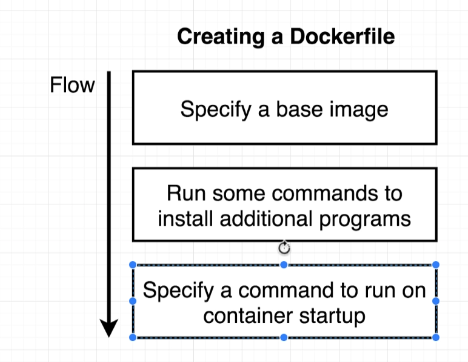 Creating a Dockerfile
Flow
Specify a base image
Run some commands to
install additional programs
Specify a command to run on
container startup